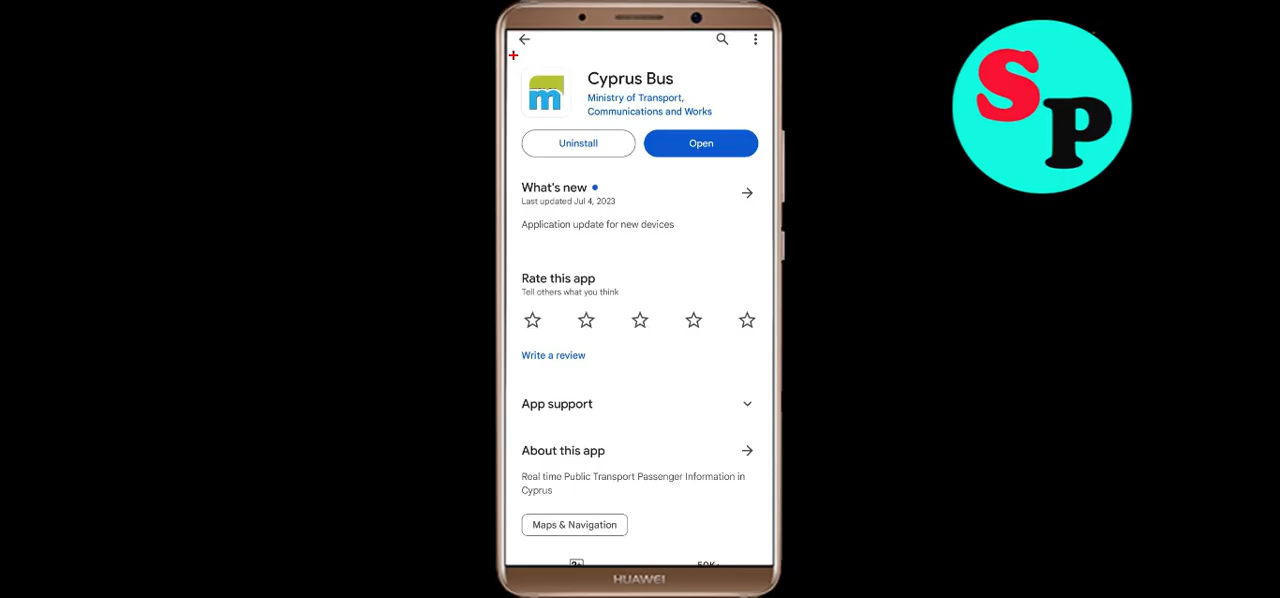 Cyprus Bus
Ministry of Transport,
Communications and Works
Uninstall
Open
What's new
Last updated Jul 4, 2023
Application update for new devices
Rate this app
Tell others what you think
Write a review
App support
About this app
Real time Public Transport Passenger Information in
Cyprus
Maps & Navigation
HUAWEI
SP